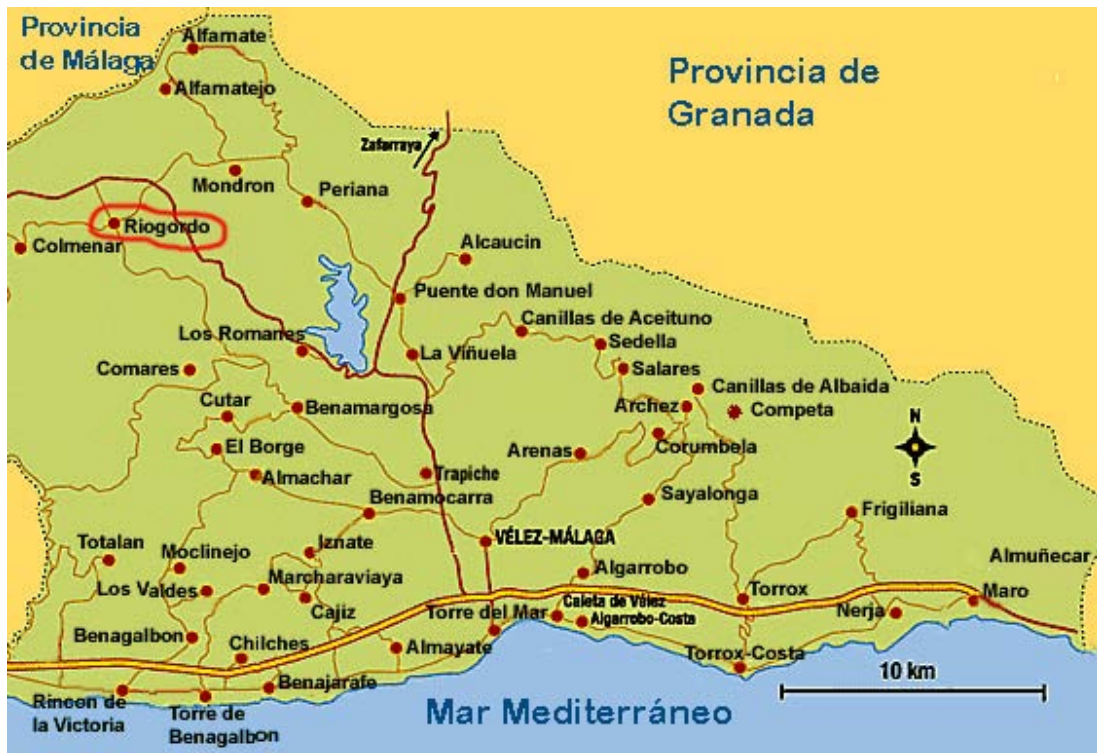 Provincia
de Málaga
Alfarnate
Alfarnatejo
Provincia de
Granada
Zafarraya
Mondron
Periana
Riogordo
Colmenar
Alcaucin
Puente don Manuel
Canillas de Aceituno
Los Romanes
La Viñuela
Sedella
Comares
Salares
Canillas de Albaida
Cutar
Benamargosa
Archez
Competa
N
El Borge
Arenas
Corumbela
S
Almachar
Trapiche
Benamocarra
Sayalonga
Frigiliana
Totalan
Moclinejo
Iznate
VÉLEZ-MÁLAGA
Almuñecar
Los Valdes
Marcharaviaya
Algarrobo
Torrox
Maro
Cajiz
Torre del Mar
Caleta de Vélez
Algarrobo-Costa
Nerja
Benagalbon
Chilches
Almayate
Torrox-Costa
10 km
Rincon de
la Victoria
Benajarafe
Torre de
Benagalbon
Mar Mediterráneo